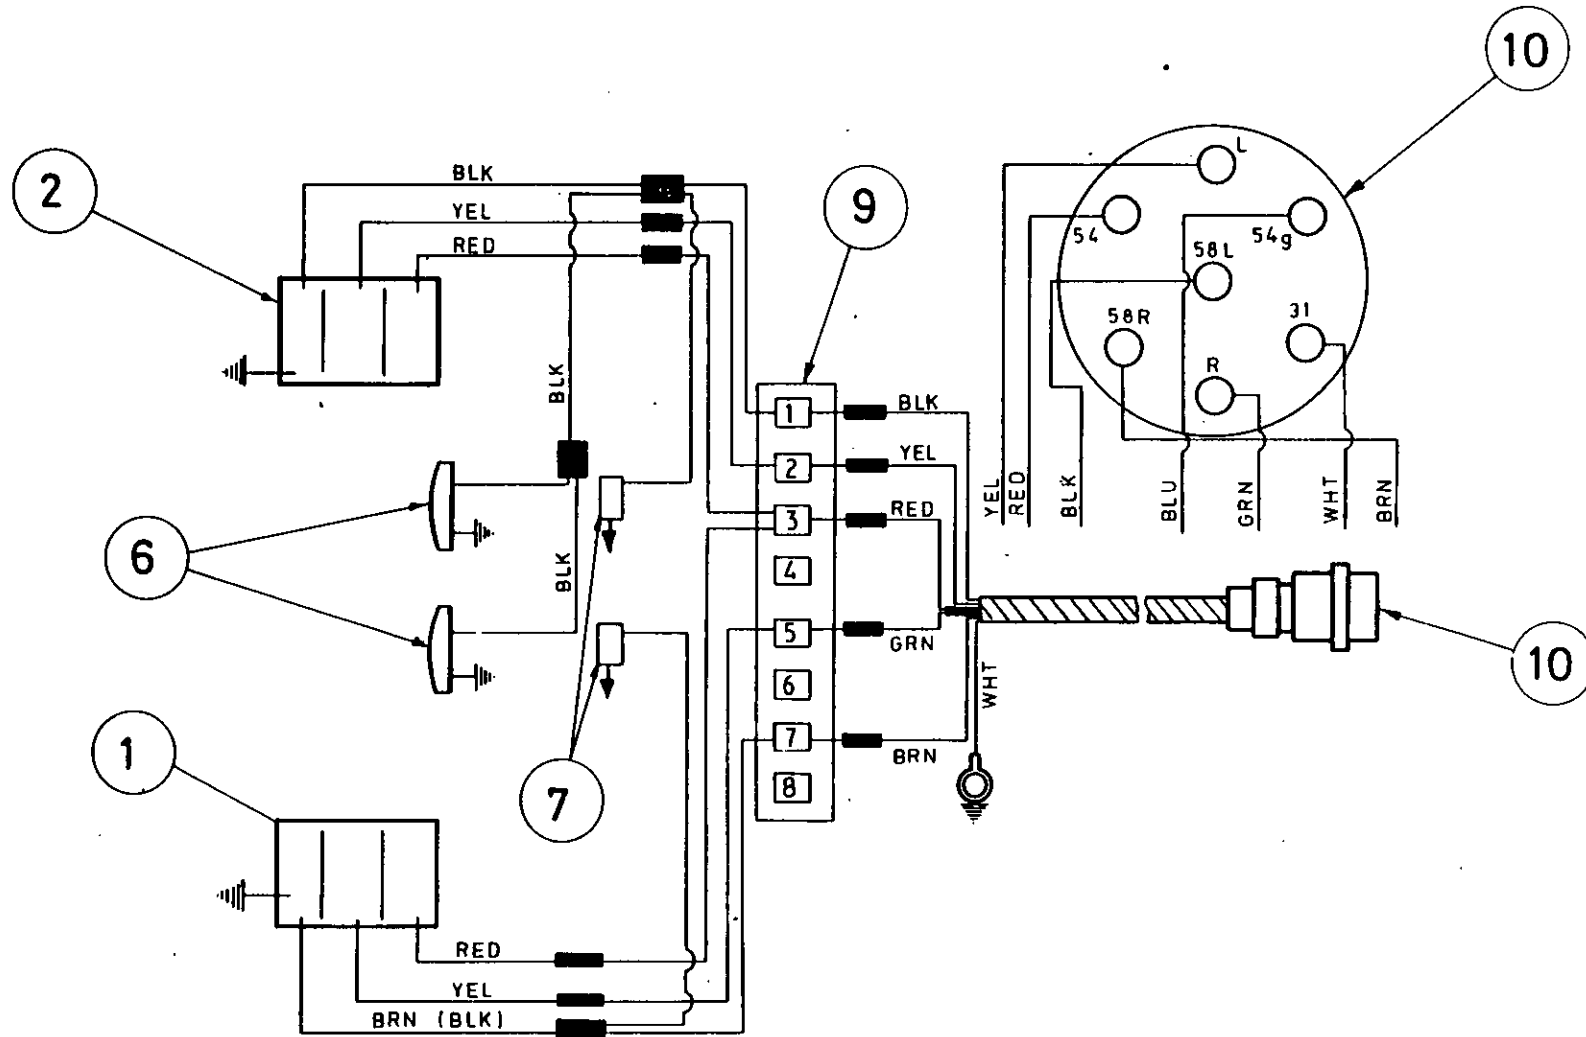 10
2
BLK
YEL
RED
9
L
54
54g
58L
58R
31
R
BLK
1
BLK
2
YEL
3
RED
4
5
GRN
6
7
BRN
8
YEL
RED
BLK
BLU
GRN
WHT
BRN
6
BLK
WHT
10
1
7
RED
YEL
BRN (BLK)